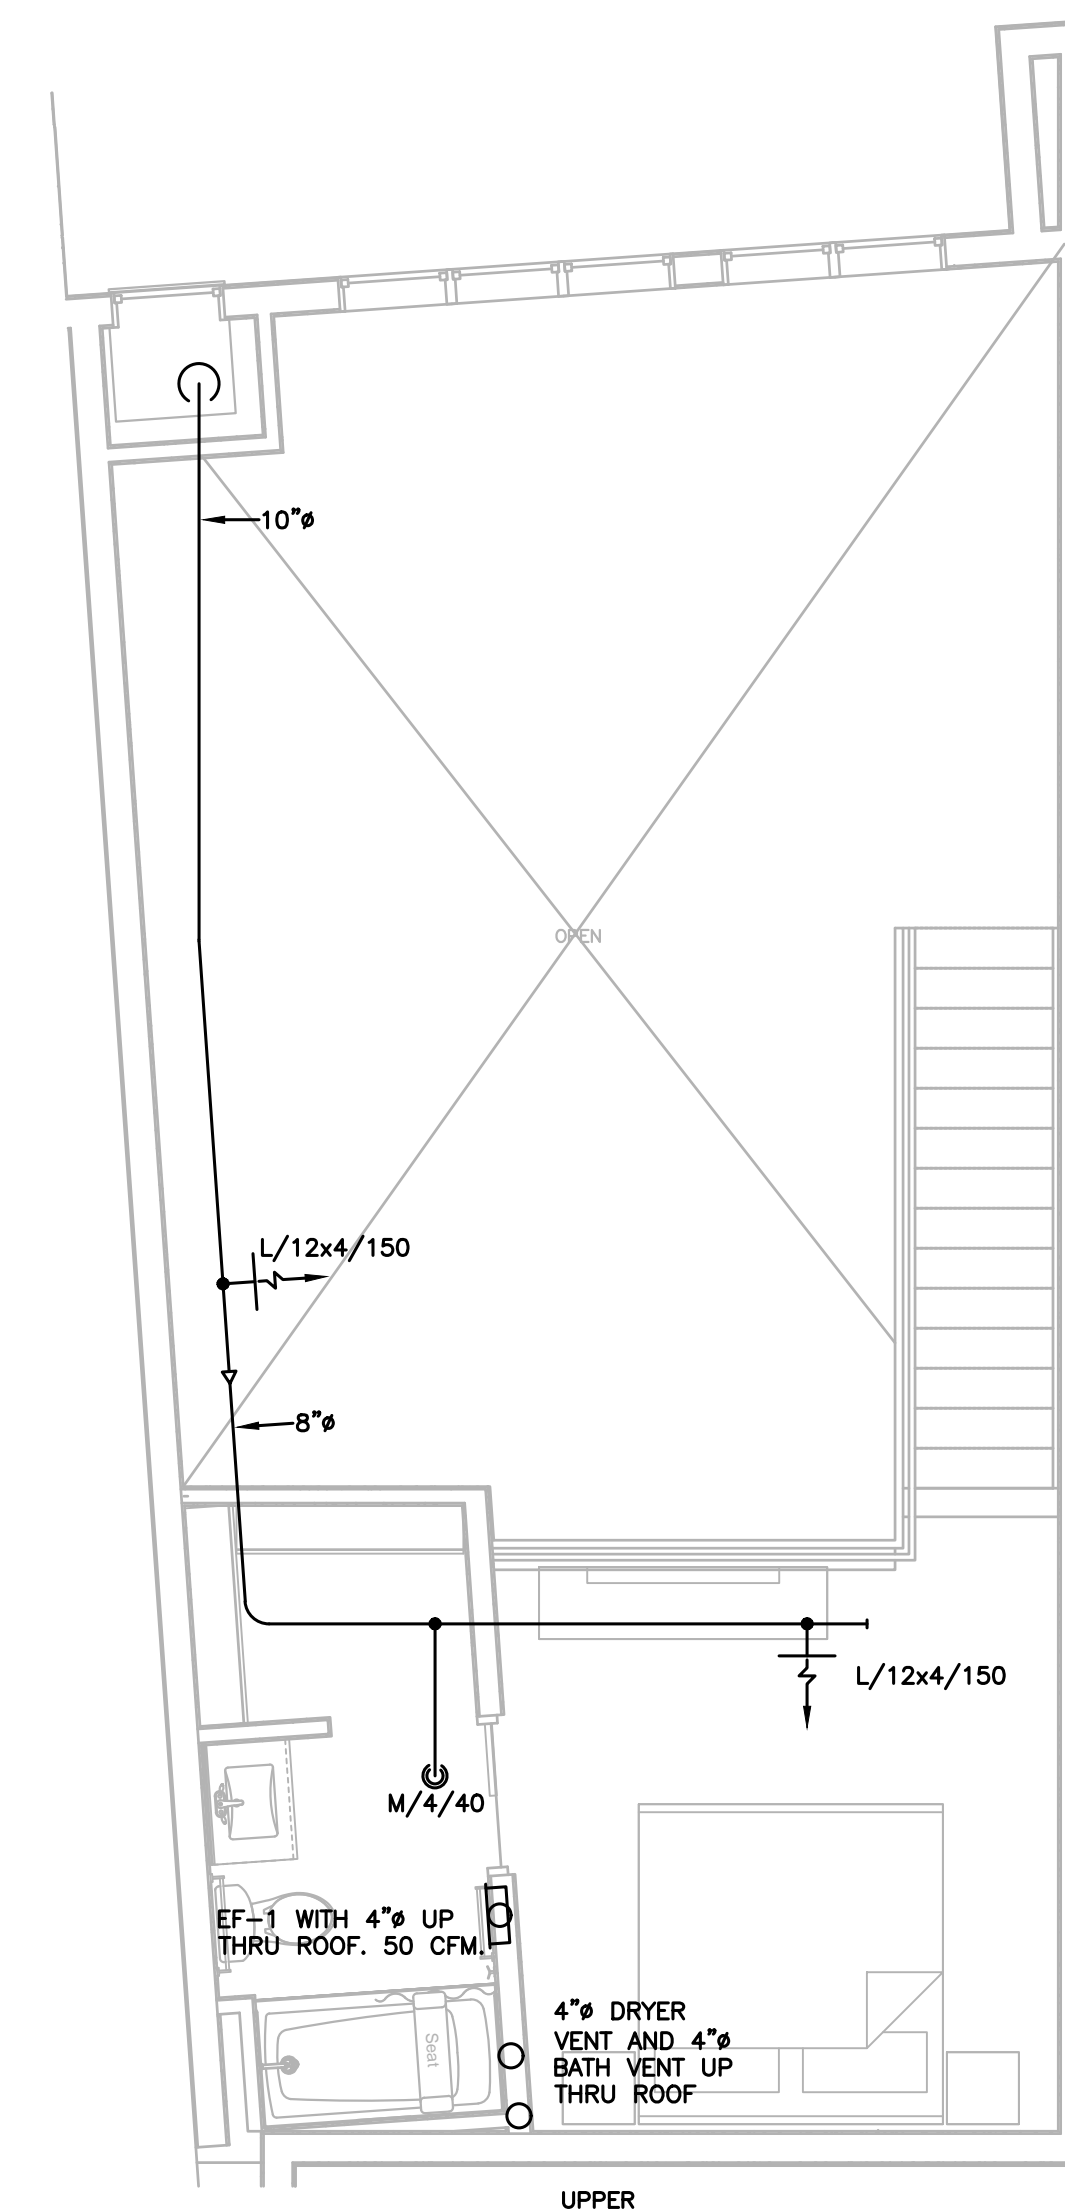 10"ø
OPEN
L/12x4/150
8"ø
L/12x4/150
M/4/40
EF-1 WITH 4"ø UP
THRU ROOF. 50 CFM.
Seat
4"ø DRYER
VENT AND 4"ø
BATH VENT UP
THRU ROOF
UPPER